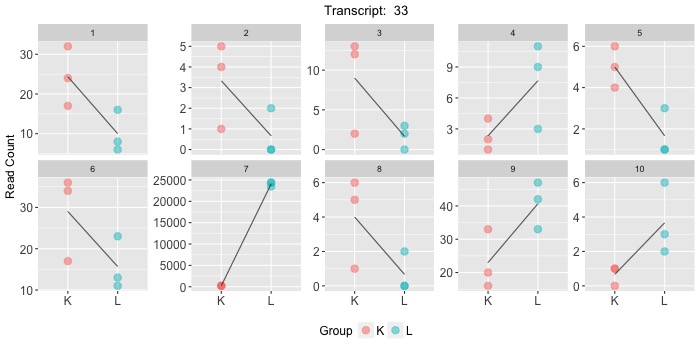 Transcript: 33
1 2 3 4 5
30 20 10
5 4 3 2 1 0
10 5 0
9 6 3
6 4 2
Read Count
6 7 8 9 10
30 20 10
25000 20000 15000 10000 5000 0
6 4 2 0
40 30 20
6 4 2 0
K L K L K L K L K L
Group K L